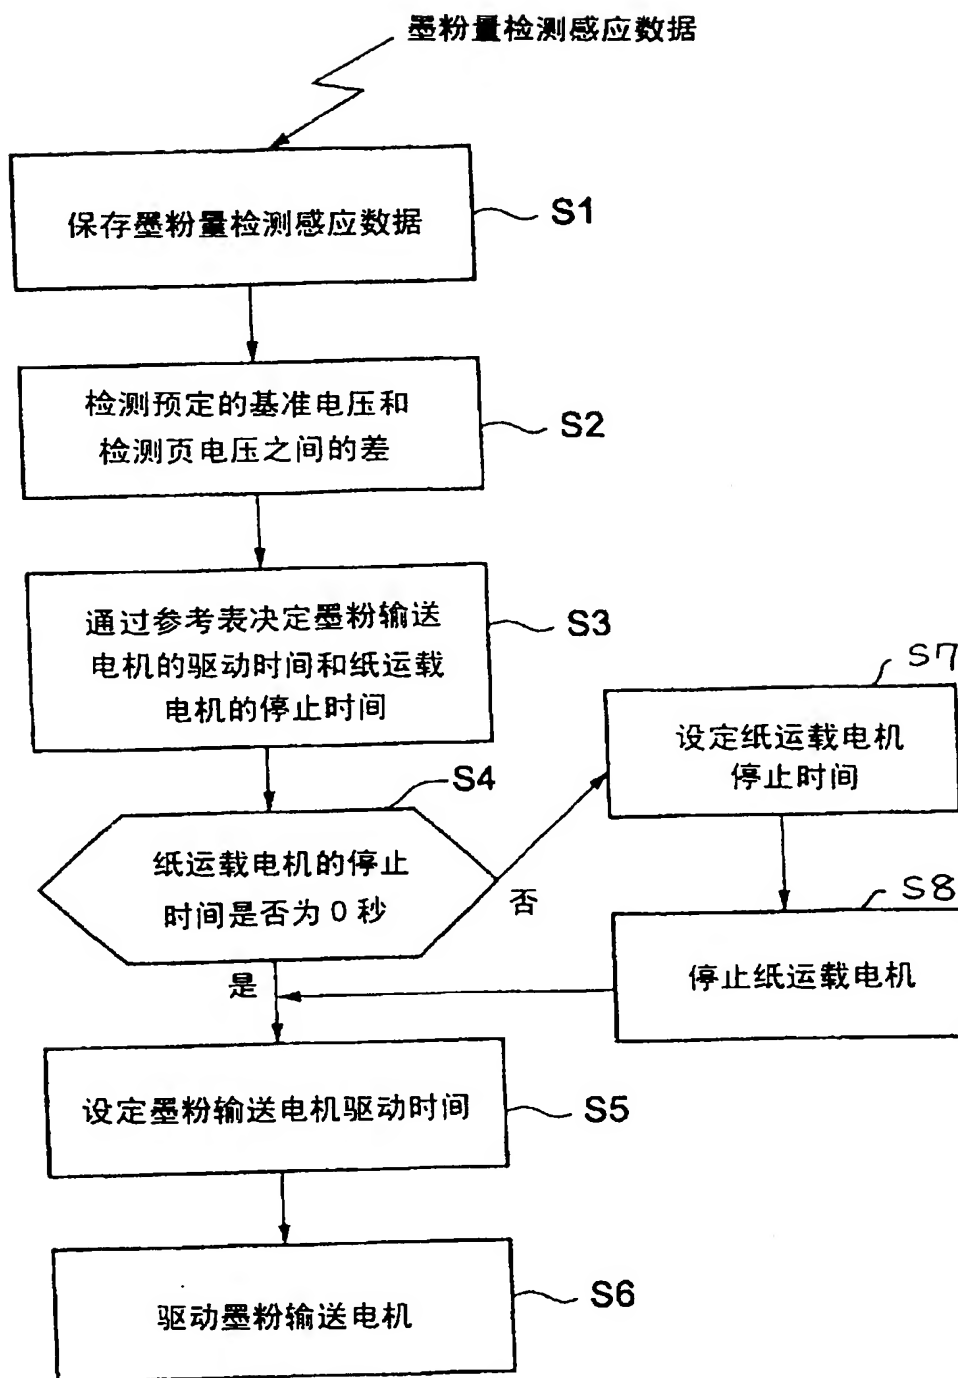 墨粉量检测感应数据
保存墨粉量检测感应数据
S1
检测预定的基准电压和
检测页电压之间的差
S2
通过参考表决定墨粉输送
电机的驱动时间和纸运载
电机的停止时间
S3
S4
纸运载电机的停止
时间是否为0秒
否
是
S7
设定纸运载电机
停止时间
S8
停止纸运载电机
设定墨粉输送电机驱动时间
S5
驱动墨粉输送电机
S6